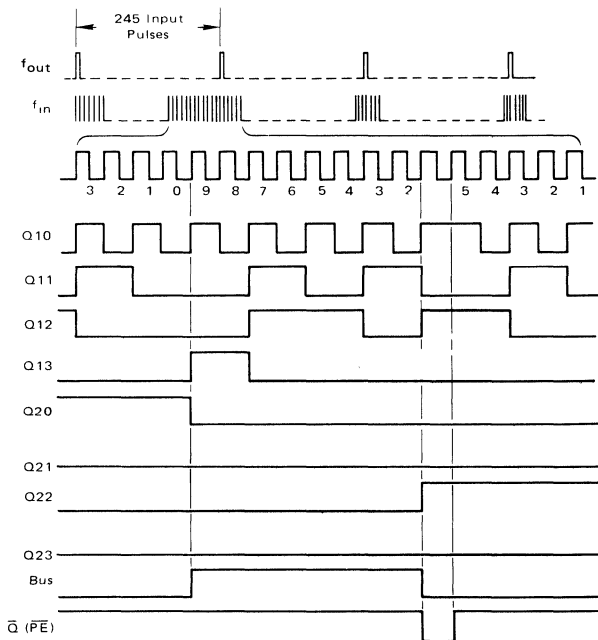 245 Input
Pulses
fout
fin
3 2 1 0 9 8 7 6 5 4 3 2 5 4 3 2 1
Q10
Q11
Q12
Q13
Q20
Q21
Q22
Q23
Bus
Q̅ (P̅E̅)